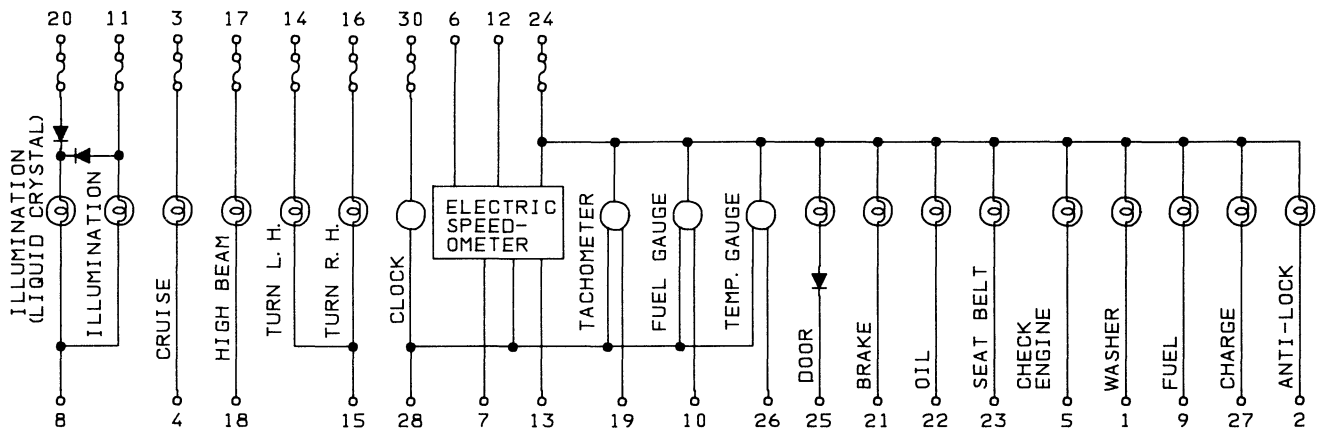 20 11 3 17 14 16 30 6 12 24
ILLUMINATION
(LIQUID CRYSTAL)
ILLUMINATION
CRUISE
HIGH BEAM
TURN L. H.
TURN R. H.
CLOCK
ELECTRIC
SPEED-
OMETER
TACHOMETER
FUEL GAUGE
TEMP. GAUGE
DOOR
BRAKE
OIL
SEAT BELT
CHECK
ENGINE
WASHER
FUEL
CHARGE
ANTI-LOCK
8 4 18 15 28 7 13 19 10 26 25 21 22 23 5 1 9 27 2